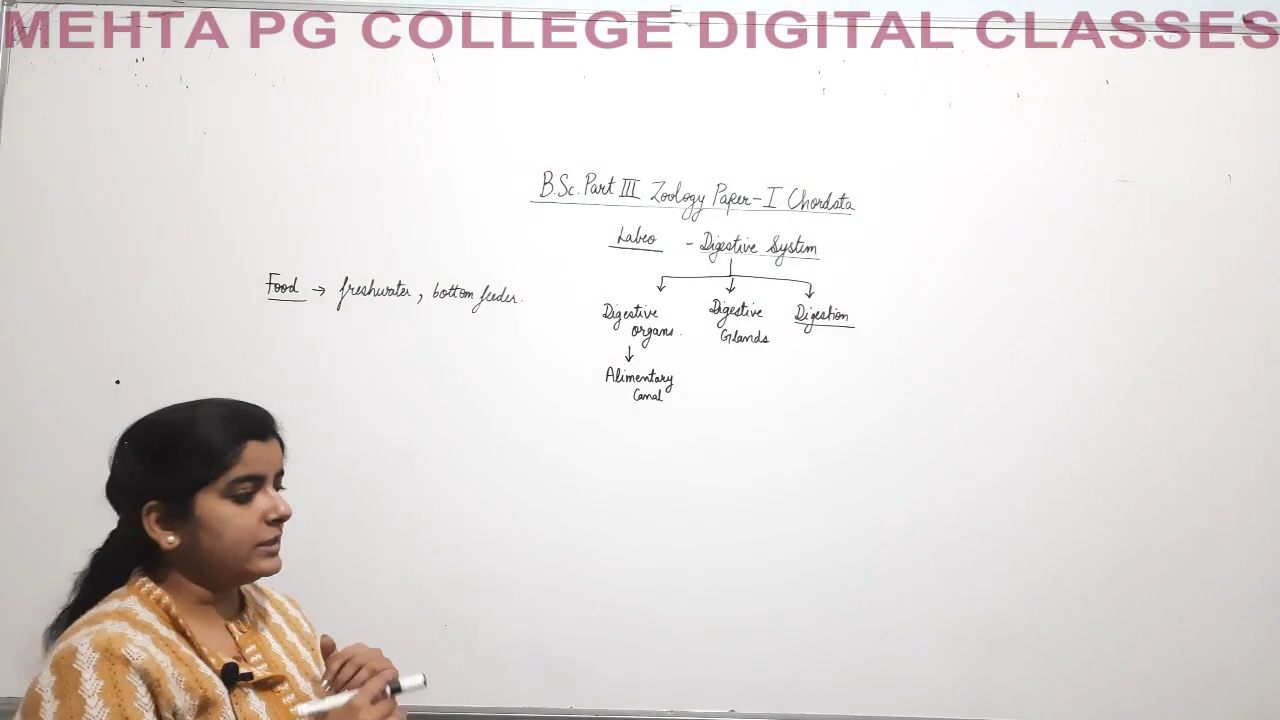 MEHTA PG COLLEGE DIGITAL CLASSES
B.Sc. Part III Zoology Paper-I Chordata
Labeo - Digestive System
Food → freshwater, bottom feeder.
Digestive organs.
Digestive Glands
Digestion
↓
Alimentary Canal